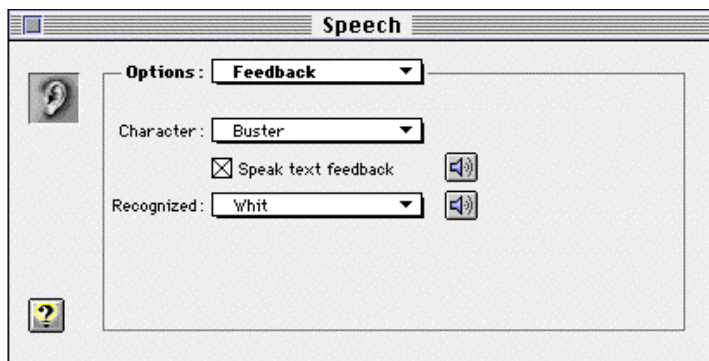 Speech
Options: Feedback
Character: Buster
Speak text feedback
Recognized: Whit
?